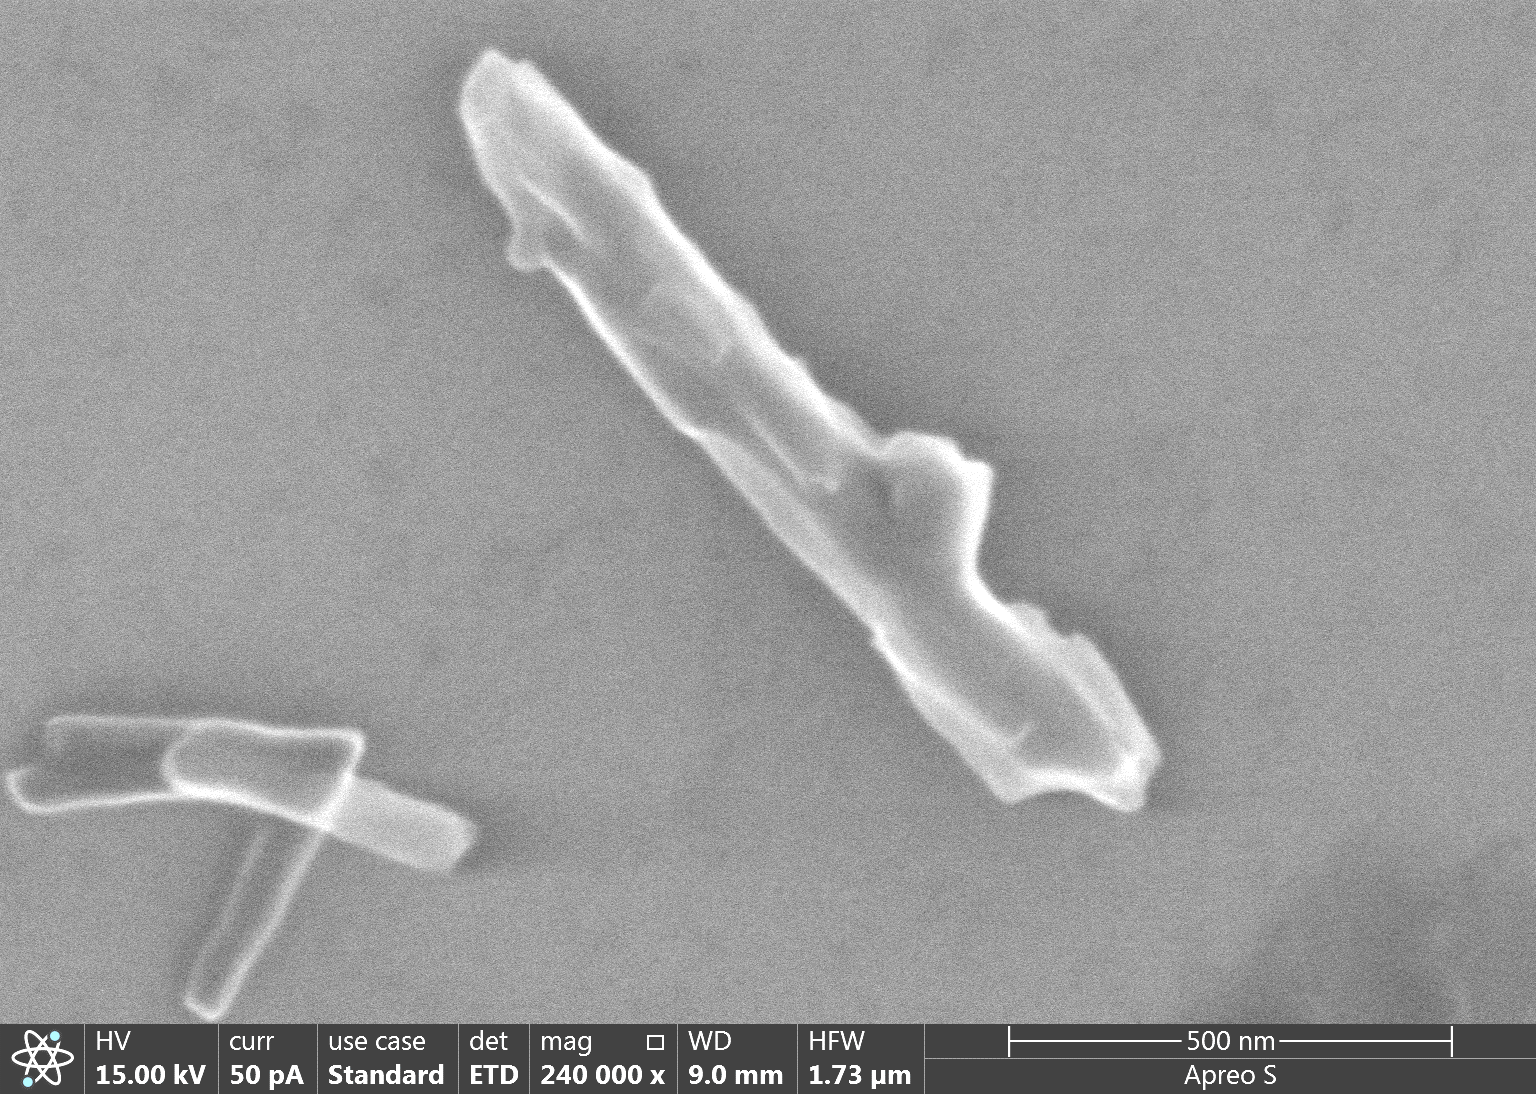 HV curr use case det mag WD HFW 500 nm
15.00 kV 50 pA Standard ETD 240 000 x 9.0 mm 1.73 µm Apreo S